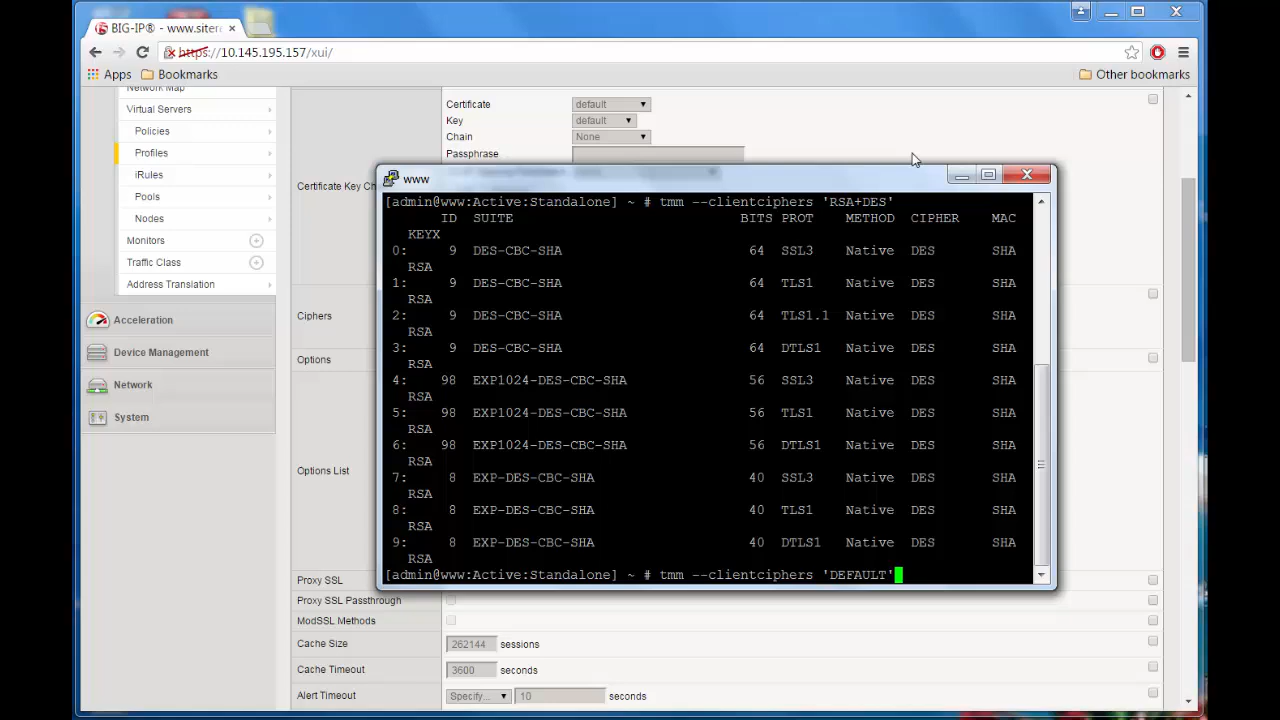 BIG-IP® - www.sitere
https://10.145.195.157/xui/
Apps Bookmarks Other bookmarks
Network Map
Virtual Servers
Policies
Profiles
iRules
Pools
Nodes
Monitors
Traffic Class
Address Translation
Acceleration
Device Management
Network
System
Certificate default
Key default
Chain None
Passphrase
Certificate Key Ch
Ciphers
Options
Options List
Proxy SSL
Proxy SSL Passthrough
ModSSL Methods
Cache Size 262144 sessions
Cache Timeout 3600 seconds
Alert Timeout Specify... 10 seconds
www
[admin@www:Active:Standalone] ~ # tmm --clientciphers 'RSA+DES'
ID SUITE BITS PROT METHOD CIPHER MAC
KEYX
0: 9 DES-CBC-SHA 64 SSL3 Native DES SHA
RSA
1: 9 DES-CBC-SHA 64 TLS1 Native DES SHA
RSA
2: 9 DES-CBC-SHA 64 TLS1.1 Native DES SHA
RSA
3: 9 DES-CBC-SHA 64 DTLS1 Native DES SHA
RSA
4: 98 EXP1024-DES-CBC-SHA 56 SSL3 Native DES SHA
RSA
5: 98 EXP1024-DES-CBC-SHA 56 TLS1 Native DES SHA
RSA
6: 98 EXP1024-DES-CBC-SHA 56 DTLS1 Native DES SHA
RSA
7: 8 EXP-DES-CBC-SHA 40 SSL3 Native DES SHA
RSA
8: 8 EXP-DES-CBC-SHA 40 TLS1 Native DES SHA
RSA
9: 8 EXP-DES-CBC-SHA 40 DTLS1 Native DES SHA
RSA
[admin@www:Active:Standalone] ~ # tmm --clientciphers 'DEFAULT'